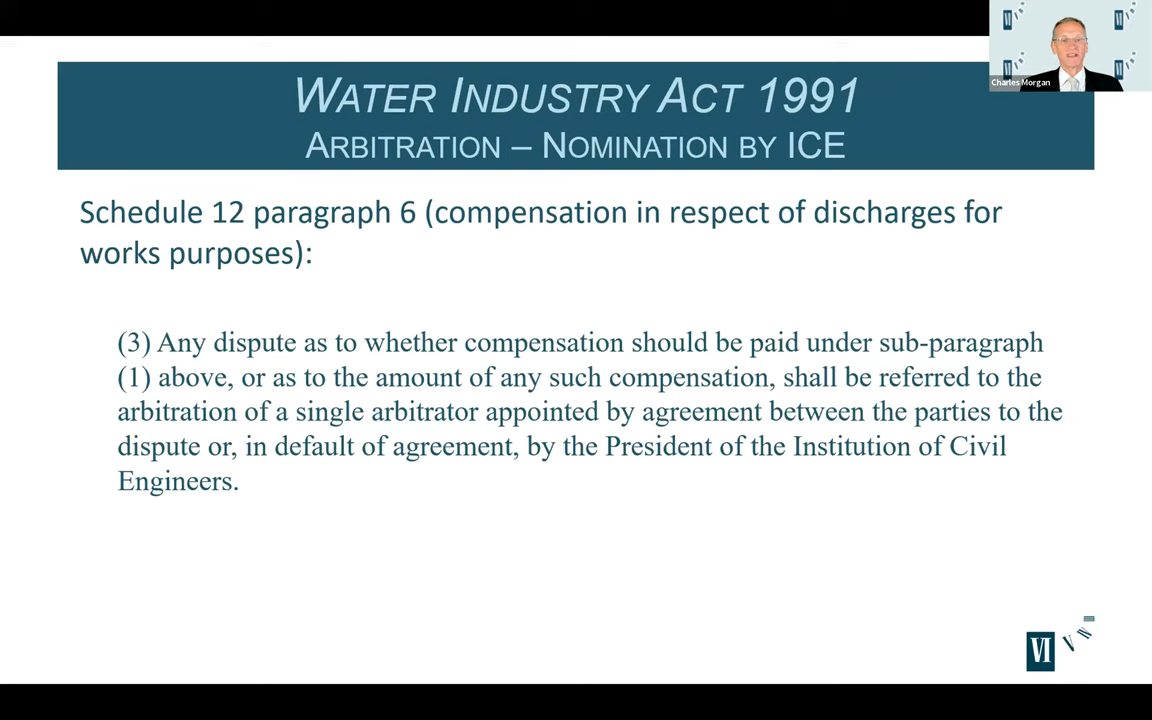 Charles Morgan
WATER INDUSTRY ACT 1991
ARBITRATION – NOMINATION BY ICE
Schedule 12 paragraph 6 (compensation in respect of discharges for
works purposes):
(3) Any dispute as to whether compensation should be paid under sub-paragraph
(1) above, or as to the amount of any such compensation, shall be referred to the
arbitration of a single arbitrator appointed by agreement between the parties to the
dispute or, in default of agreement, by the President of the Institution of Civil
Engineers.
VI